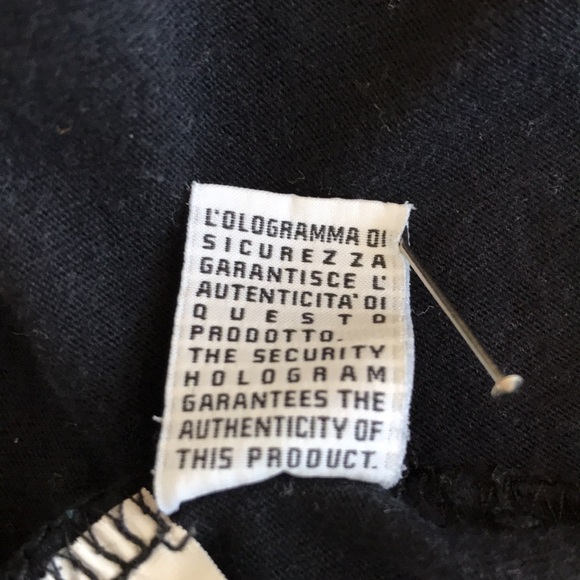 L'OLOGRAMMA DI
SICUREZZA
GARANTISCE L'
AUTENTICITA' DI
QUESTO
PRODOTTO.
THE SECURITY
HOLOGRAM
GARANTEES THE
AUTHENTICITY OF
THIS PRODUCT.